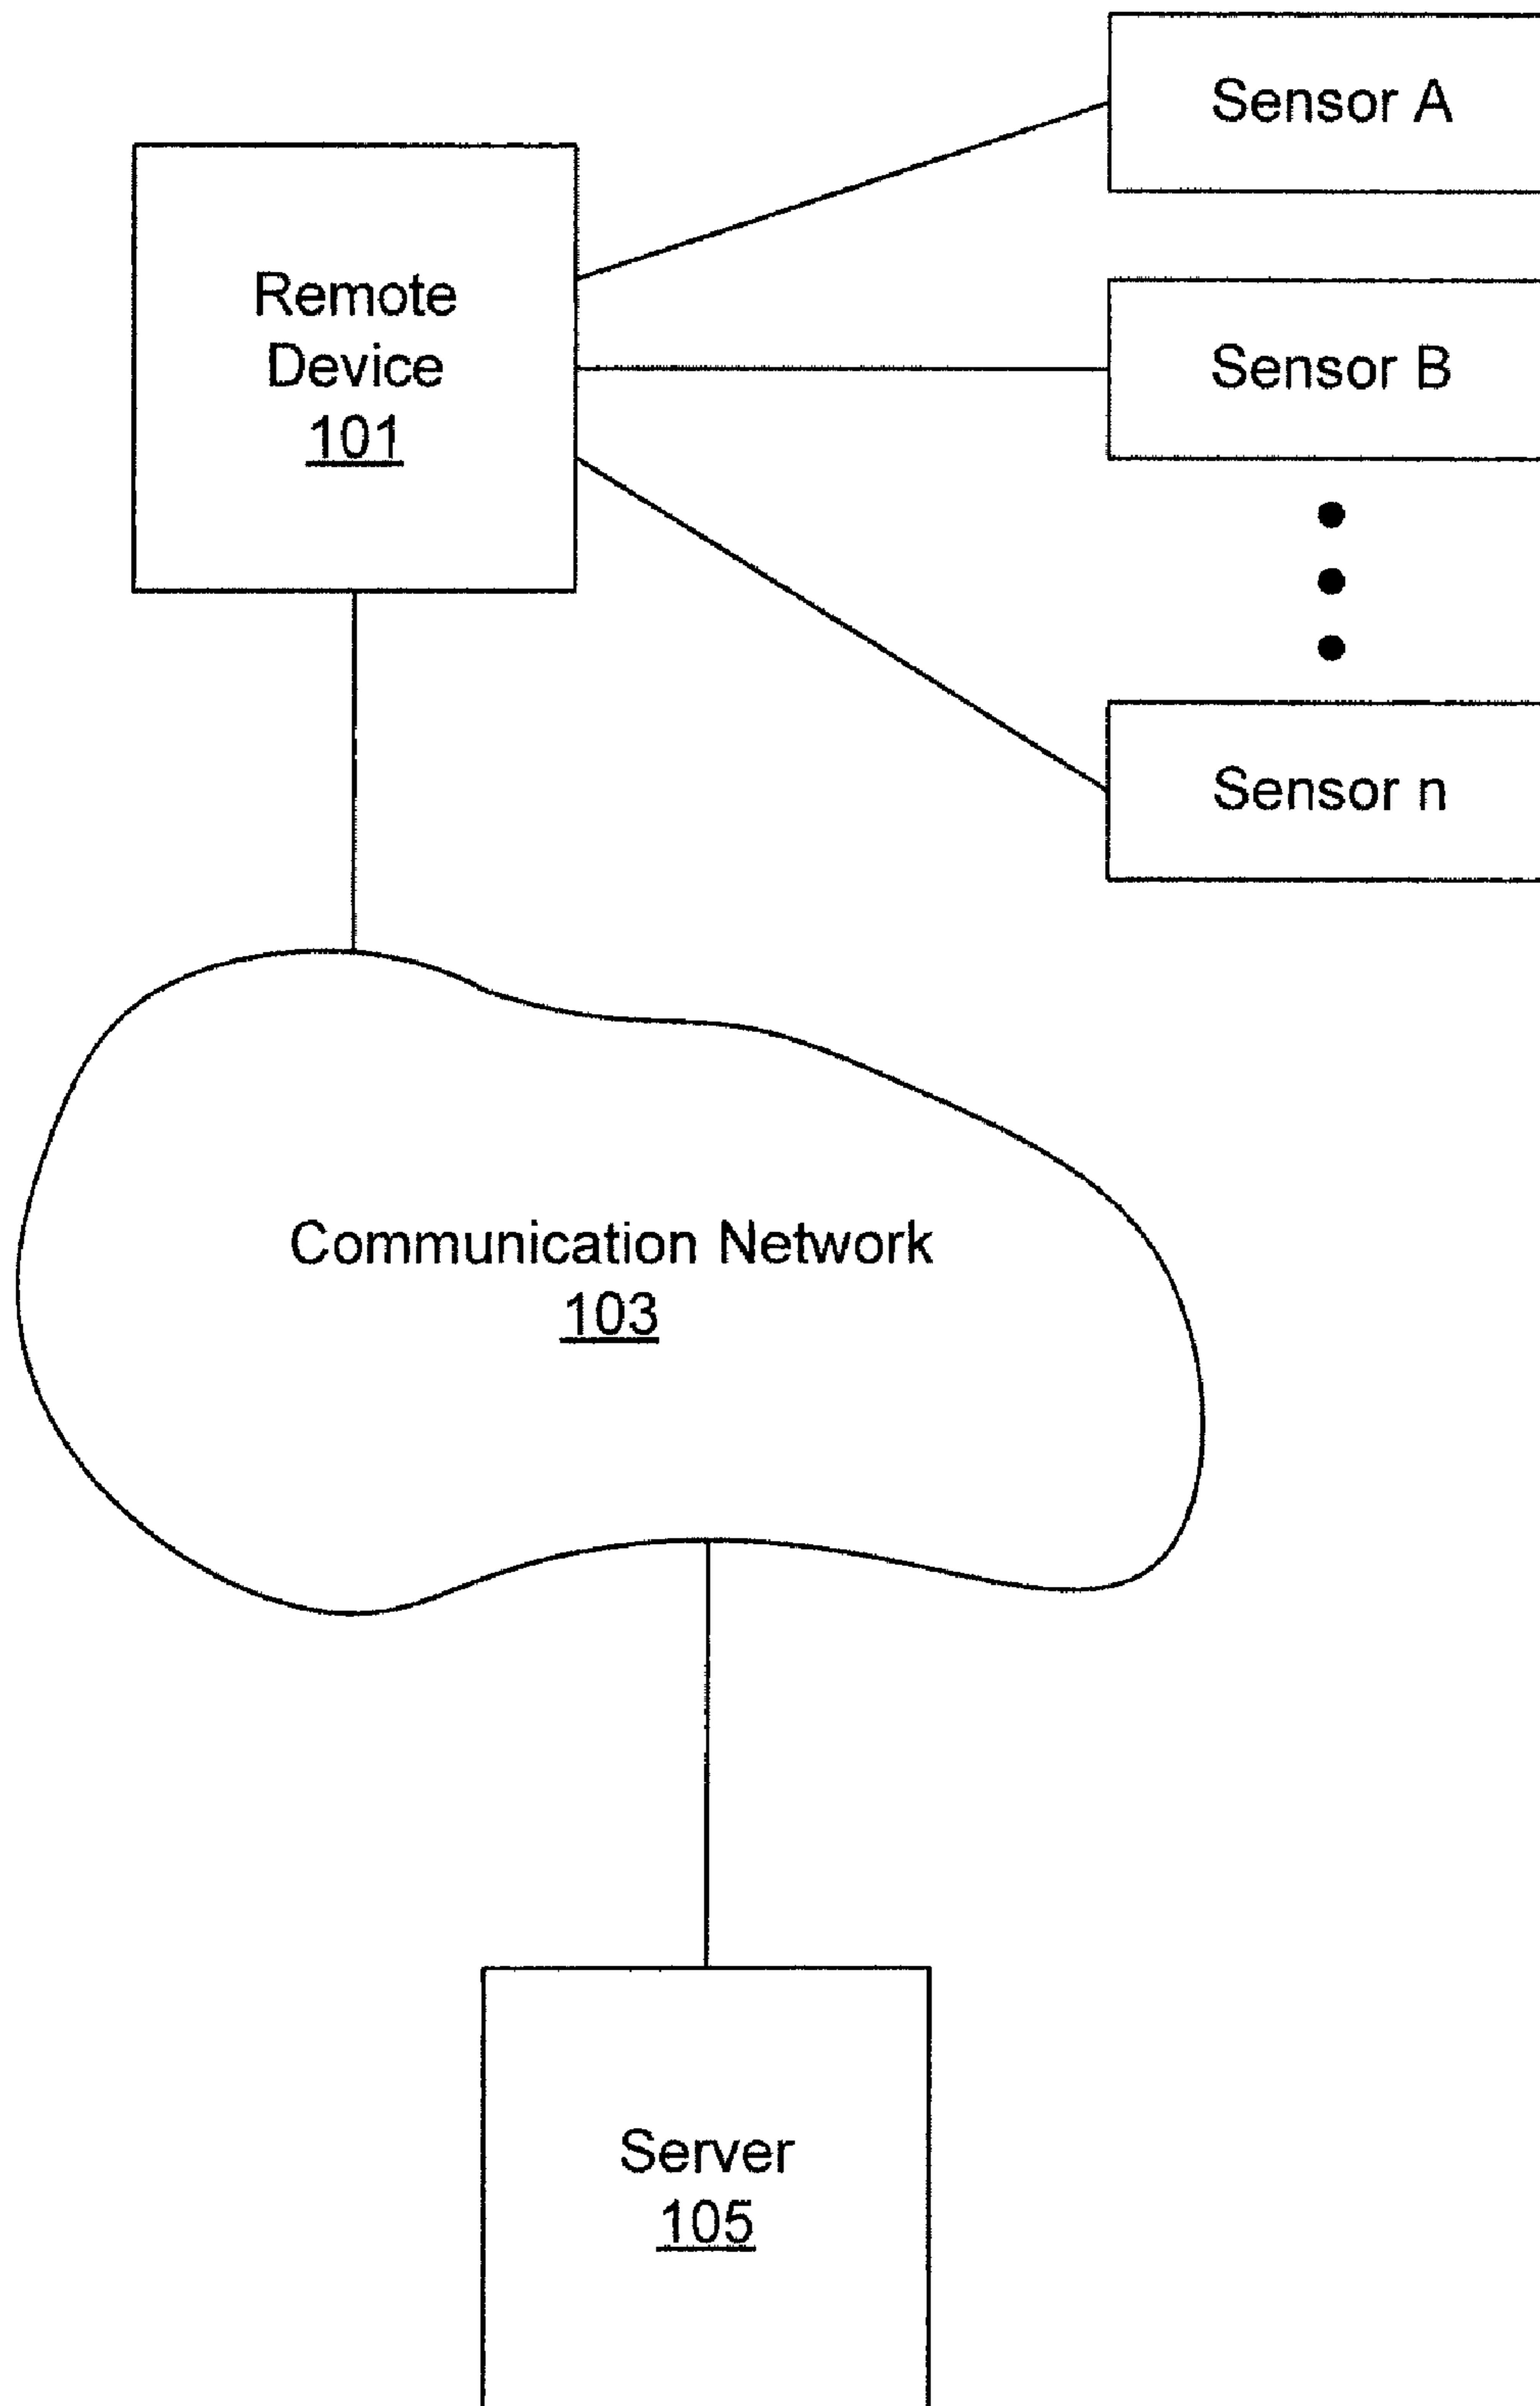 Sensor A
Remote
Device
101
Sensor B
Sensor n
Communication Network
103
Server
105